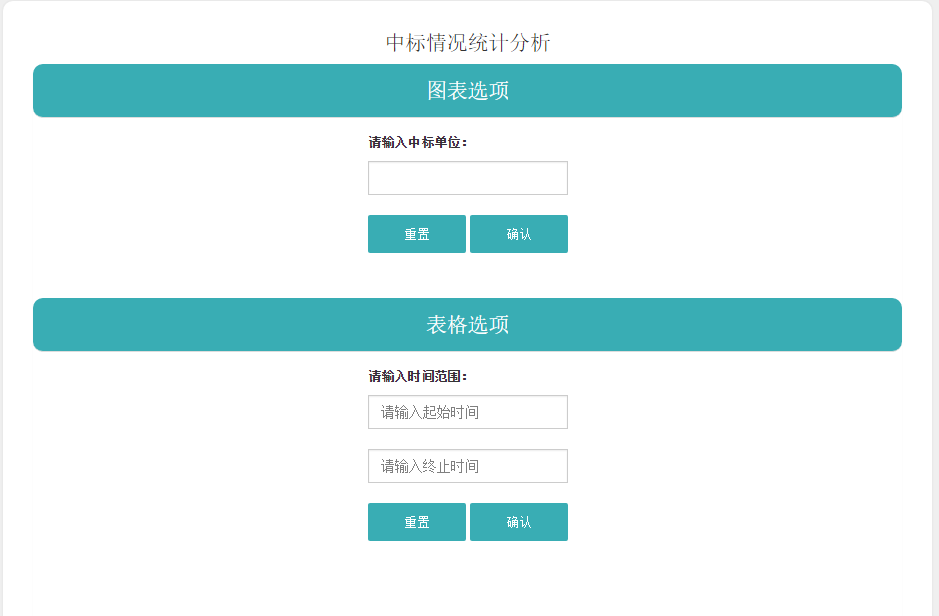 中标情况统计分析
图表选项
请输入中标单位：
重置 确认
表格选项
请输入时间范围：
请输入起始时间
请输入终止时间
重置 确认